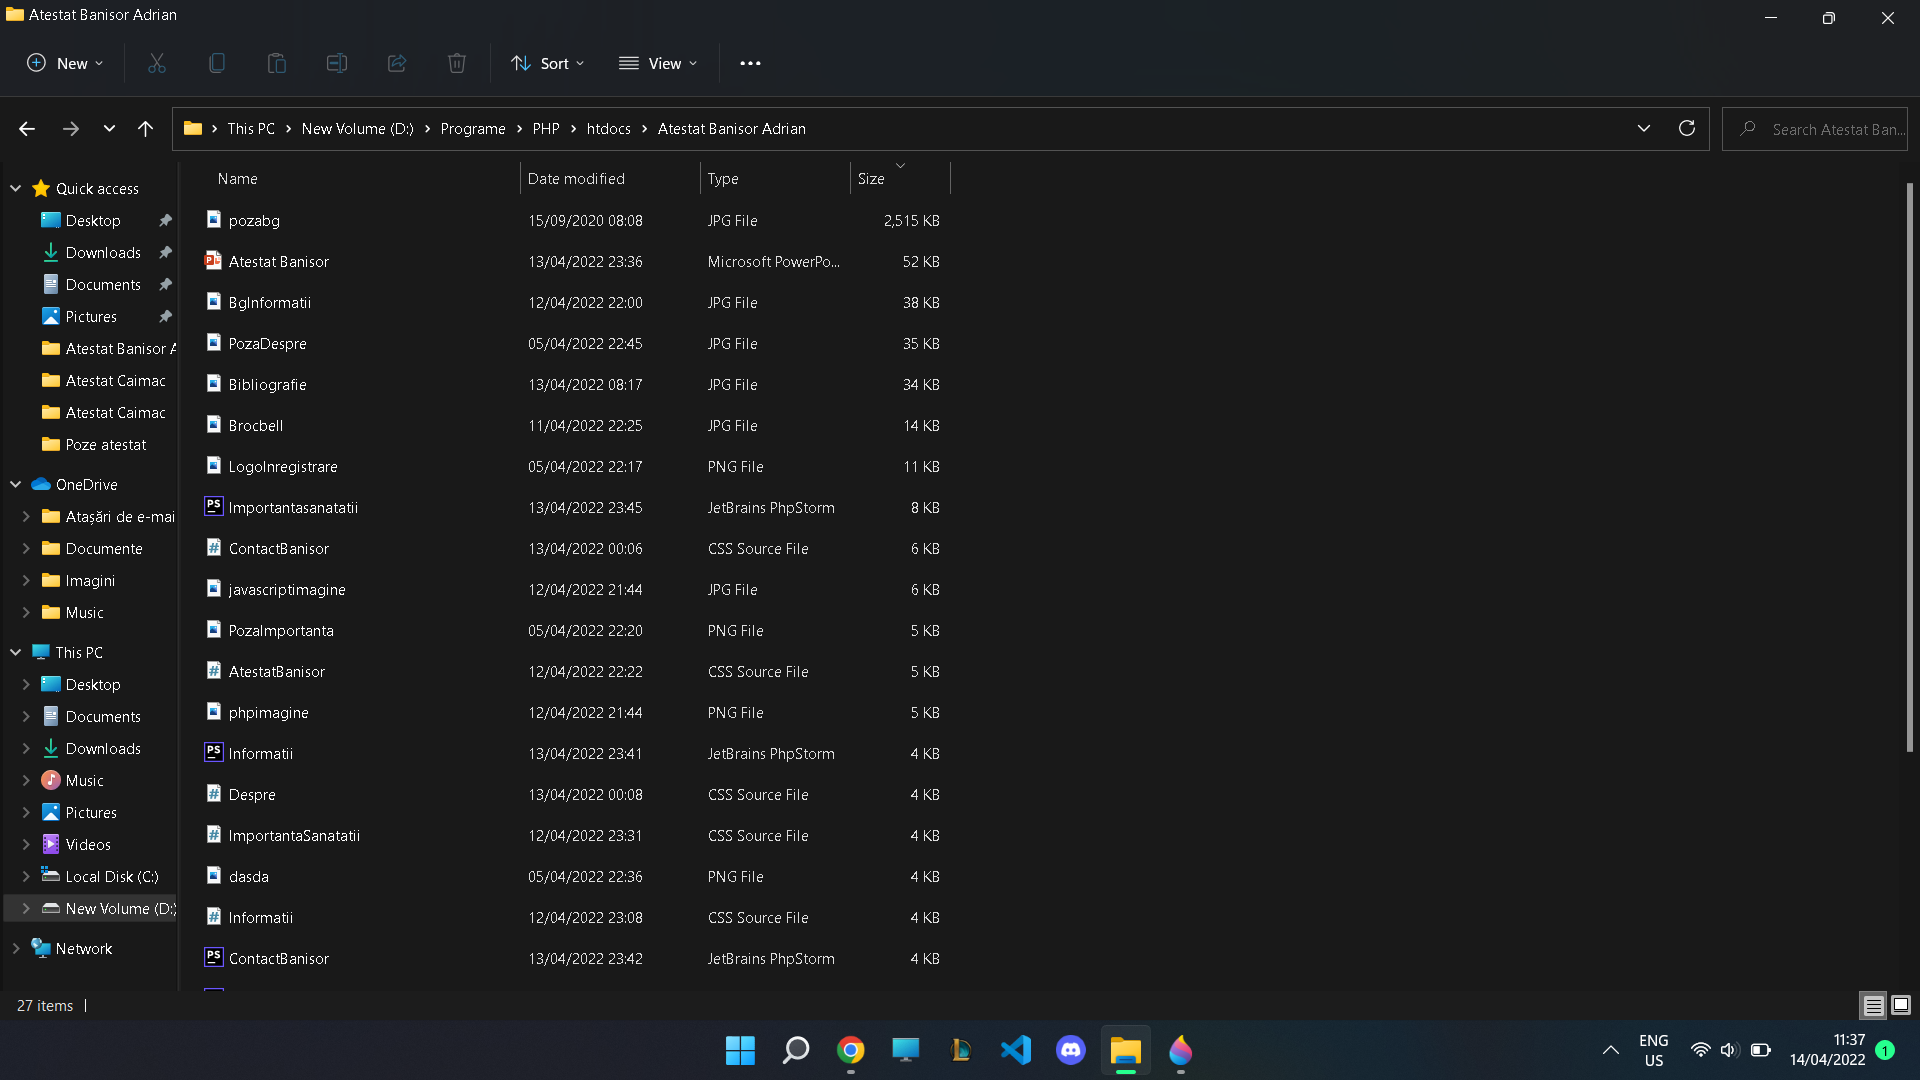 Atestat Banisor Adrian
New
Sort
View
This PC
New Volume (D:)
Programe
PHP
htdocs
Atestat Banisor Adrian
Search Atestat Ban...
Name
Date modified
Type
Size
Quick access
Desktop
Downloads
Documents
Pictures
Atestat Banisor A
Atestat Caimac
Atestat Caimac
Poze atestat
OneDrive
Atașări de e-mai
Documente
Imagini
Music
This PC
Desktop
Documents
Downloads
Music
Pictures
Videos
Local Disk (C:)
New Volume (D:)
Network
pozabg 15/09/2020 08:08 JPG File 2,515 KB
Atestat Banisor 13/04/2022 23:36 Microsoft PowerPo... 52 KB
BgInformatii 12/04/2022 22:00 JPG File 38 KB
PozaDespre 05/04/2022 22:45 JPG File 35 KB
Bibliografie 13/04/2022 08:17 JPG File 34 KB
Brocbell 11/04/2022 22:25 JPG File 14 KB
LogoInregistrare 05/04/2022 22:17 PNG File 11 KB
Importantasanatatii 13/04/2022 23:45 JetBrains PhpStorm 8 KB
ContactBanisor 13/04/2022 00:06 CSS Source File 6 KB
javascriptimagine 12/04/2022 21:44 JPG File 6 KB
PozaImportanta 05/04/2022 22:20 PNG File 5 KB
AtestatBanisor 12/04/2022 22:22 CSS Source File 5 KB
phpimagine 12/04/2022 21:44 PNG File 5 KB
Informatii 13/04/2022 23:41 JetBrains PhpStorm 4 KB
Despre 13/04/2022 00:08 CSS Source File 4 KB
ImportantaSanatatii 12/04/2022 23:31 CSS Source File 4 KB
dasda 05/04/2022 22:36 PNG File 4 KB
Informatii 12/04/2022 23:08 CSS Source File 4 KB
ContactBanisor 13/04/2022 23:42 JetBrains PhpStorm 4 KB
27 items
ENG
US
11:37
14/04/2022
1